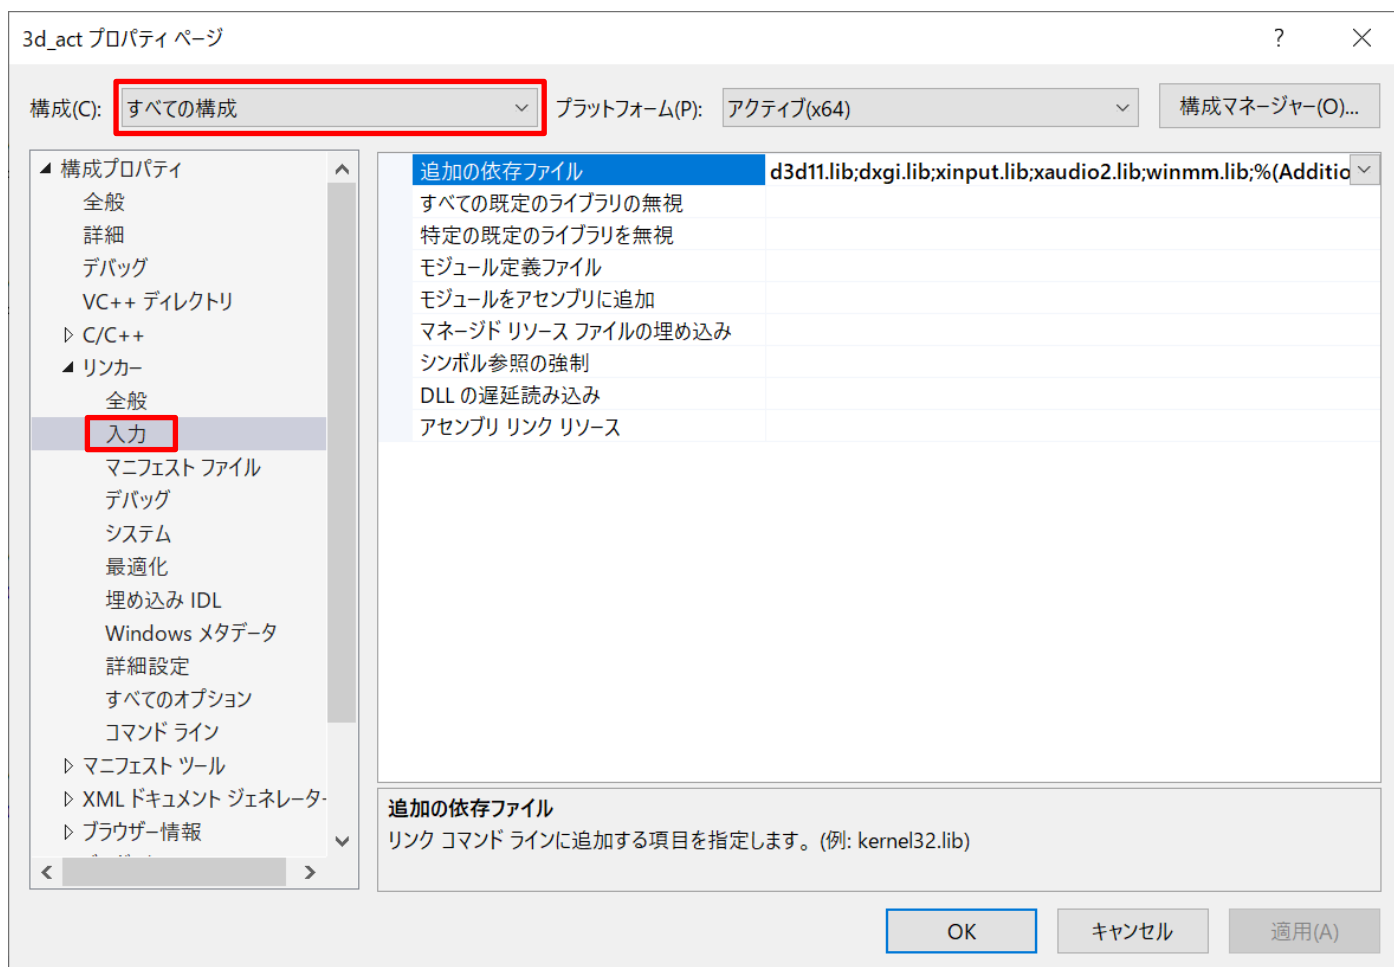 3d_act プロパティ ページ
?
構成(C):
すべての構成
プラットフォーム(P):
アクティブ(x64)
構成マネージャー(O)...
構成プロパティ
全般
詳細
デバッグ
VC++ ディレクトリ
C/C++
リンカー
全般
入力
マニフェスト ファイル
デバッグ
システム
最適化
埋め込み IDL
Windows メタデータ
詳細設定
すべてのオプション
コマンド ライン
マニフェスト ツール
XML ドキュメント ジェネレーター
ブラウザー情報
追加の依存ファイル
d3d11.lib;dxgi.lib;xinput.lib;xaudio2.lib;winmm.lib;%(Additio
すべての既定のライブラリの無視
特定の既定のライブラリを無視
モジュール定義ファイル
モジュールをアセンブリに追加
マネージド リソース ファイルの埋め込み
シンボル参照の強制
DLL の遅延読み込み
アセンブリ リンク リソース
追加の依存ファイル
リンク コマンド ラインに追加する項目を指定します。(例: kernel32.lib)
OK
キャンセル
適用(A)